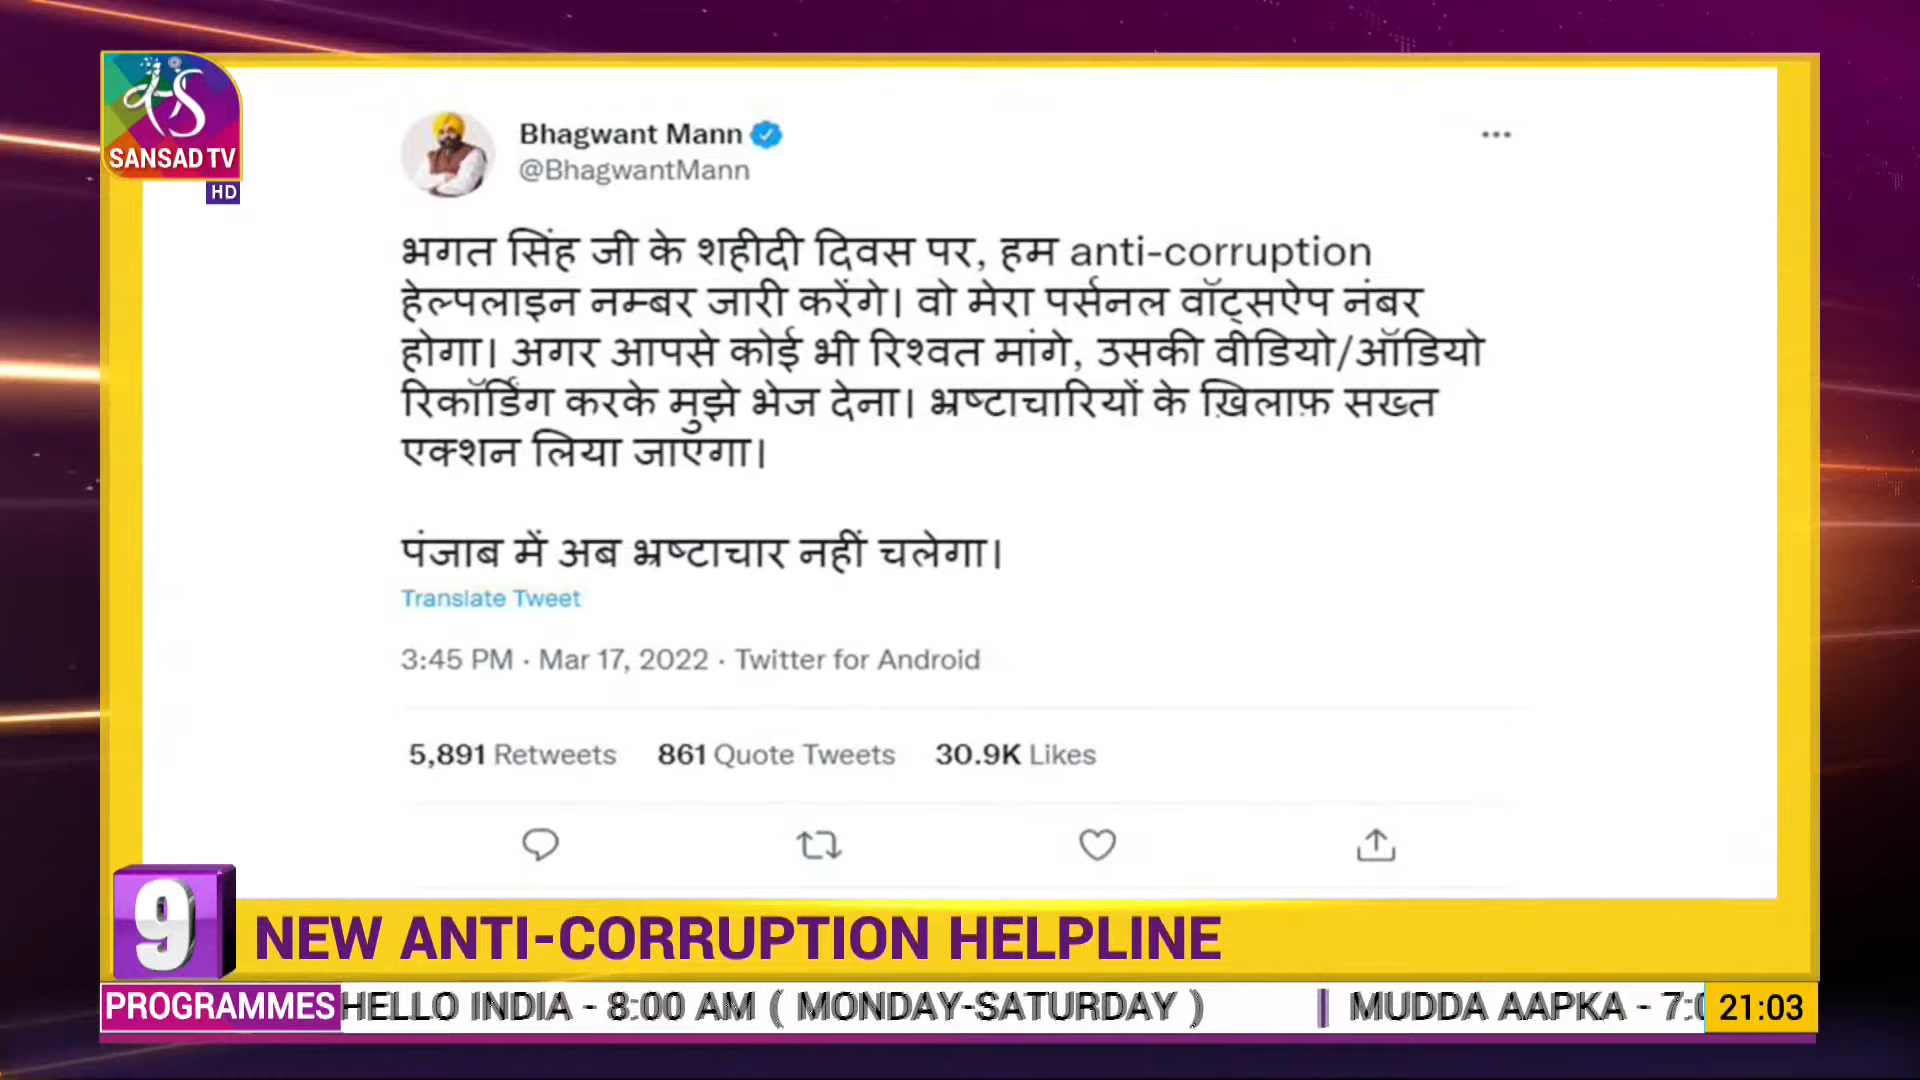 SANSAD TV
HD
Bhagwant Mann
@BhagwantMann
भगत सिंह जी के शहीदी दिवस पर, हम anti-corruption
हेल्पलाइन नम्बर जारी करेंगे। वो मेरा पर्सनल वॉट्सऐप नंबर
होगा। अगर आपसे कोई भी रिश्वत मांगे, उसकी वीडियो/ऑडियो
रिकॉर्डिंग करके मुझे भेज देना। भ्रष्टाचारियों के ख़िलाफ़ सख्त
एक्शन लिया जाएगा।
पंजाब में अब भ्रष्टाचार नहीं चलेगा।
Translate Tweet
3:45 PM · Mar 17, 2022 · Twitter for Android
5,891 Retweets 861 Quote Tweets 30.9K Likes
9 NEW ANTI-CORRUPTION HELPLINE
PROGRAMMES HELLO INDIA - 8:00 AM ( MONDAY-SATURDAY ) | MUDDA AAPKA - 7:0 21:03